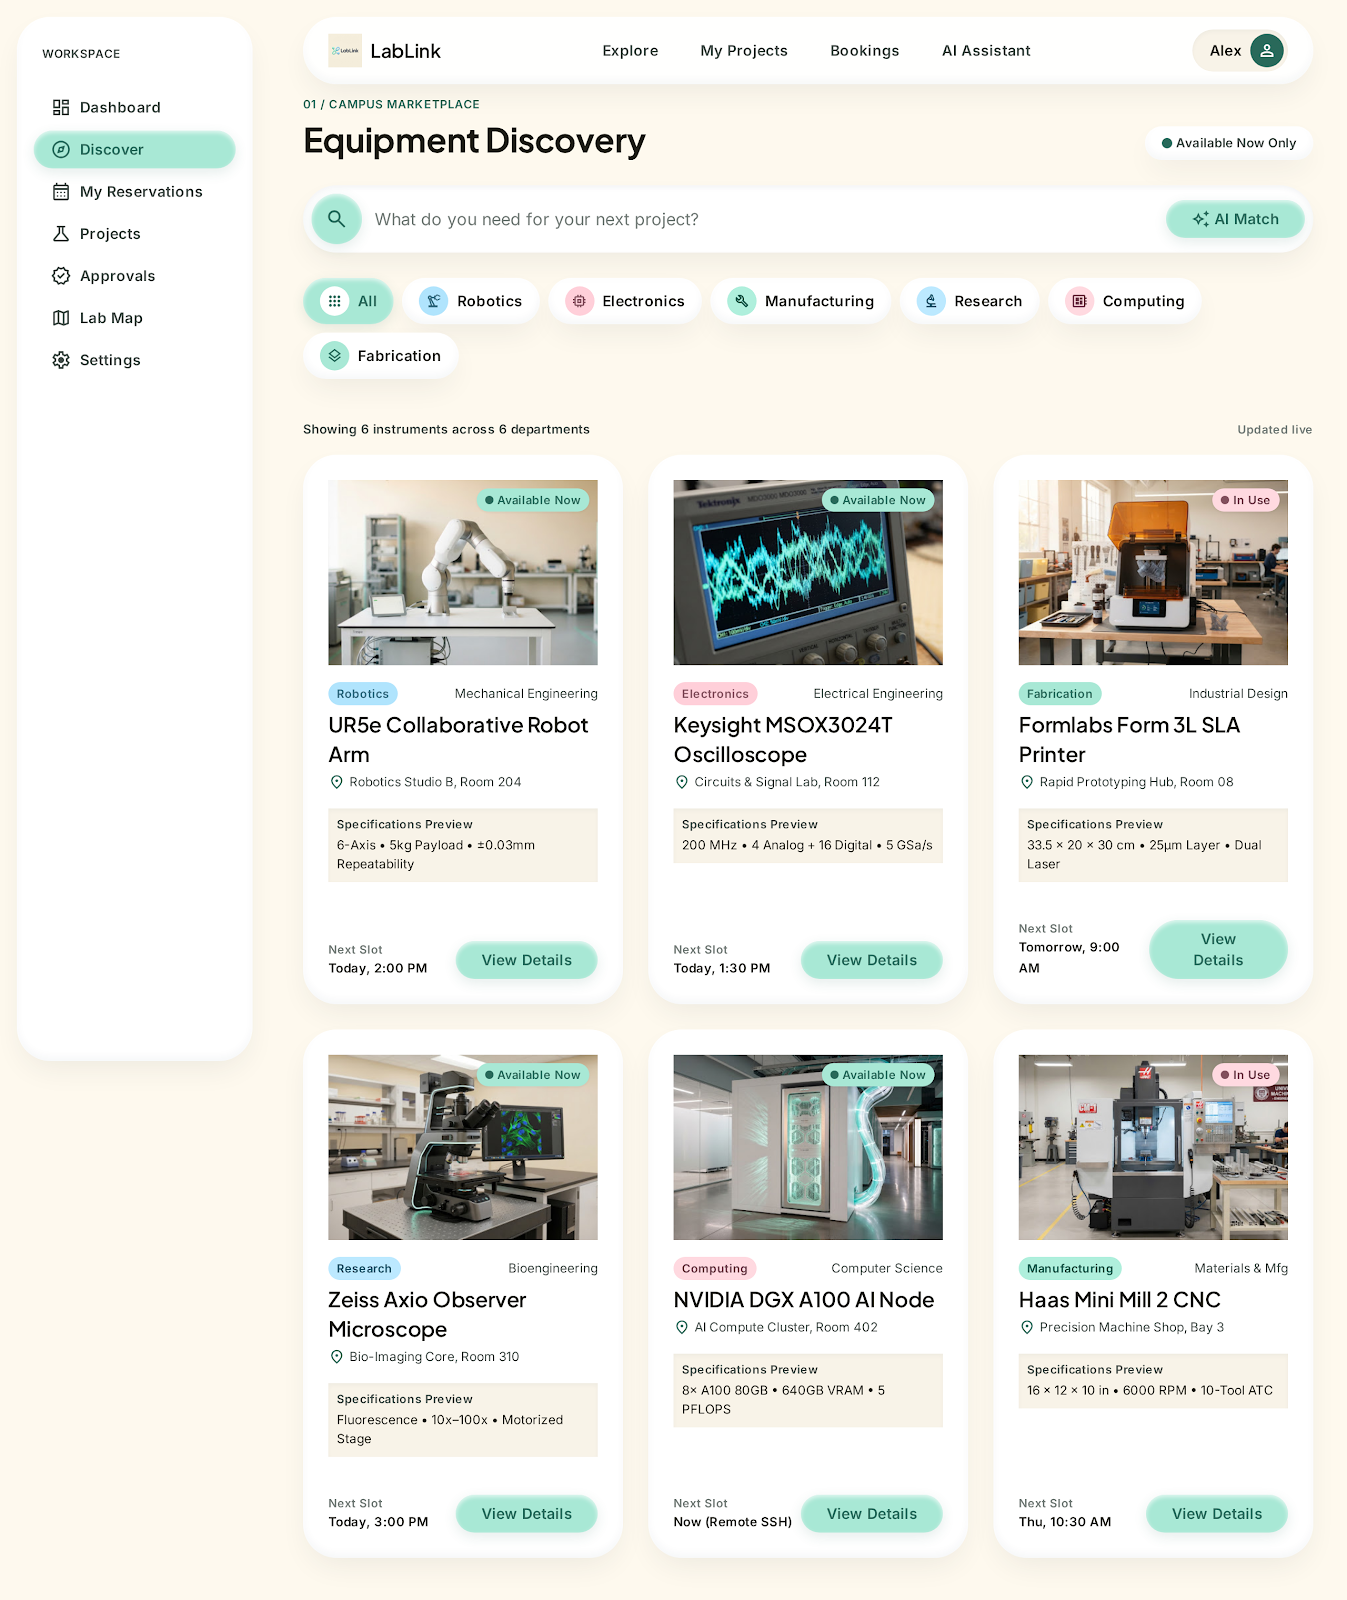 WORKSPACE
Dashboard
Discover
My Reservations
Projects
Approvals
Lab Map
Settings
LabLink
LabLink
Explore
My Projects
Bookings
AI Assistant
Alex
01 / CAMPUS MARKETPLACE
Equipment Discovery
Available Now Only
What do you need for your next project?
AI Match
All
Robotics
Electronics
Manufacturing
Research
Computing
Fabrication
Showing 6 instruments across 6 departments
Updated live
Available Now
Robotics
Mechanical Engineering
UR5e Collaborative Robot
Arm
Robotics Studio B, Room 204
Specifications Preview
6-Axis • 5kg Payload • ±0.03mm
Repeatability
Next Slot
Today, 2:00 PM
View Details
Tektronix
Available Now
Electronics
Electrical Engineering
Keysight MSOX3024T
Oscilloscope
Circuits & Signal Lab, Room 112
Specifications Preview
200 MHz • 4 Analog + 16 Digital • 5 GSa/s
Next Slot
Today, 1:30 PM
View Details
In Use
Fabrication
Industrial Design
Formlabs Form 3L SLA
Printer
Rapid Prototyping Hub, Room 08
Specifications Preview
33.5 × 20 × 30 cm • 25µm Layer • Dual
Laser
Next Slot
Tomorrow, 9:00
AM
View
Details
Available Now
Research
Bioengineering
Zeiss Axio Observer
Microscope
Bio-Imaging Core, Room 310
Specifications Preview
Fluorescence • 10x–100x • Motorized
Stage
Next Slot
Today, 3:00 PM
View Details
Available Now
Computing
Computer Science
NVIDIA DGX A100 AI Node
AI Compute Cluster, Room 402
Specifications Preview
8× A100 80GB • 640GB VRAM • 5
PFLOPS
Next Slot
Now (Remote SSH)
View Details
In Use
Manufacturing
Materials & Mfg
Haas Mini Mill 2 CNC
Precision Machine Shop, Bay 3
Specifications Preview
16 × 12 × 10 in • 6000 RPM • 10-Tool ATC
Next Slot
Thu, 10:30 AM
View Details